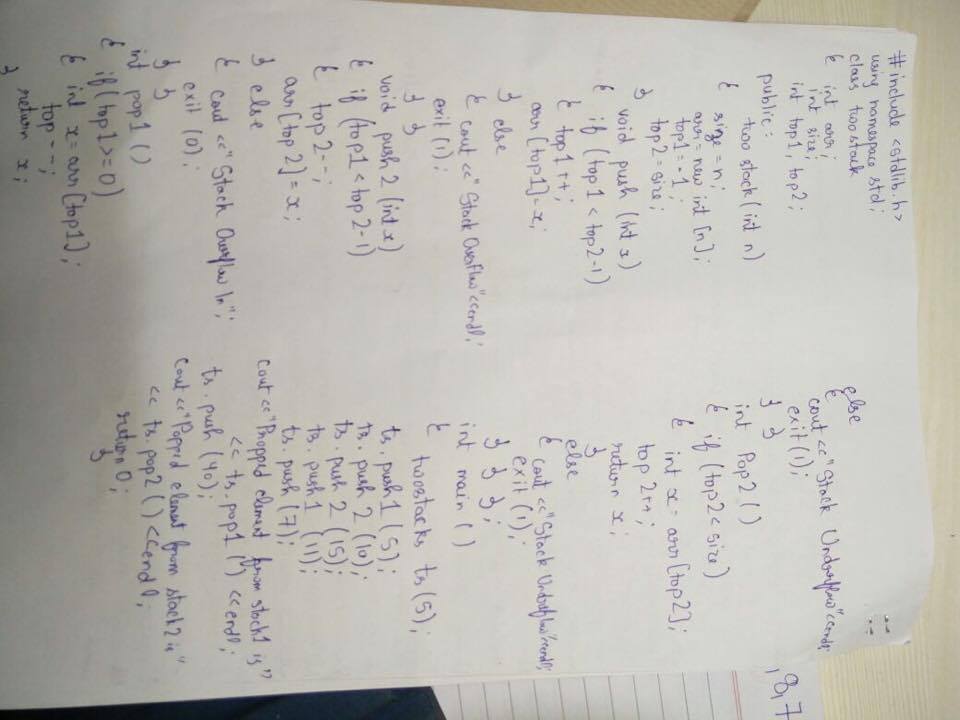 #include <stdlib.h>
using namespace std;
class two stack
{ int arr;
int size;
int top1, top2;
public:
two stack (int n)
{ size = n;
arr = new int [n];
top1 = -1;
top2 = size;
}
void push (int x)
{ if (top1 < top2-1)
{ top1++;
arr [top1] = x;
} else
{ cout << "Stack Overflow" <<endl;
exit (1);
} }
void push 2 (int x)
{ if (top1 < top2-1)
{ top2--;
arr [top 2] = x;
} else
{ cout << "Stack Overflow ln";
exit (0);
} }
int pop1 ()
{ if (top1 >= 0)
{ int x = arr [top1];
top --;
return x;
}
else
{
cout << "Stack Underflow" <<endl;
exit (1);
} }
int Pop2 ()
{ if (top2 < size)
{ int x = arr [top2];
top 2++;
return x;
}
else
{ cout << "Stack Underflow" <<endl;
exit (1);
} } };
int main ()
{
twostacks ts (5);
ts. push 1 (5);
ts. push 2 (10);
ts. push 2 (15);
ts. push 1 (11);
ts. push (7);
cout << "Propped element from stack1 is"
<< ts. pop1 () <<endl;
ts. push (40);
cout << "Poppid element from stack2 is"
<< ts. pop2 () <<endl;
return 0;
}
,8,7